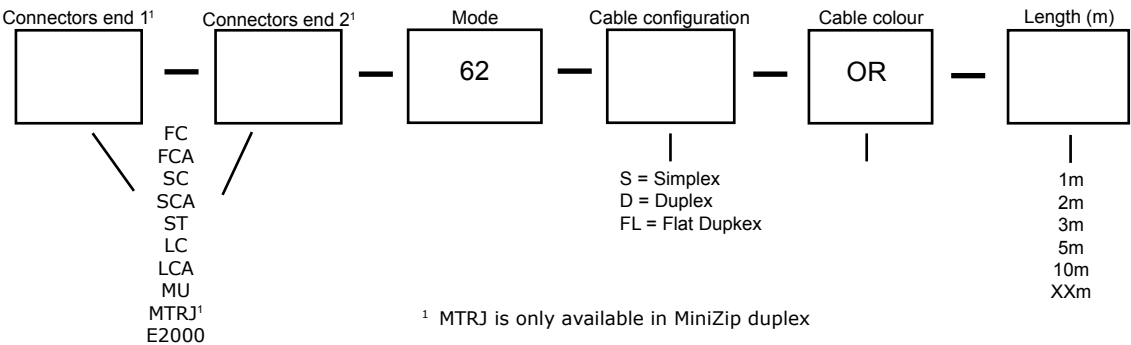 Connectors end 1¹
Connectors end 2¹
Mode
Cable configuration
Cable colour
Length (m)
62
OR
FC
FCA
SC
SCA
ST
LC
LCA
MU
MTRJ¹
E2000
S = Simplex
D = Duplex
FL = Flat Dupkex
1m
2m
3m
5m
10m
XXm
¹ MTRJ is only available in MiniZip duplex